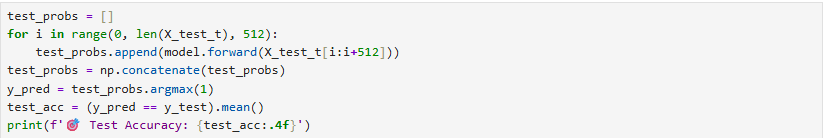 test_probs = []
for i in range(0, len(X_test_t), 512):
    test_probs.append(model.forward(X_test_t[i:i+512]))
test_probs = np.concatenate(test_probs)
y_pred = test_probs.argmax(1)
test_acc = (y_pred == y_test).mean()
print(f'🎯 Test Accuracy: {test_acc:.4f}')